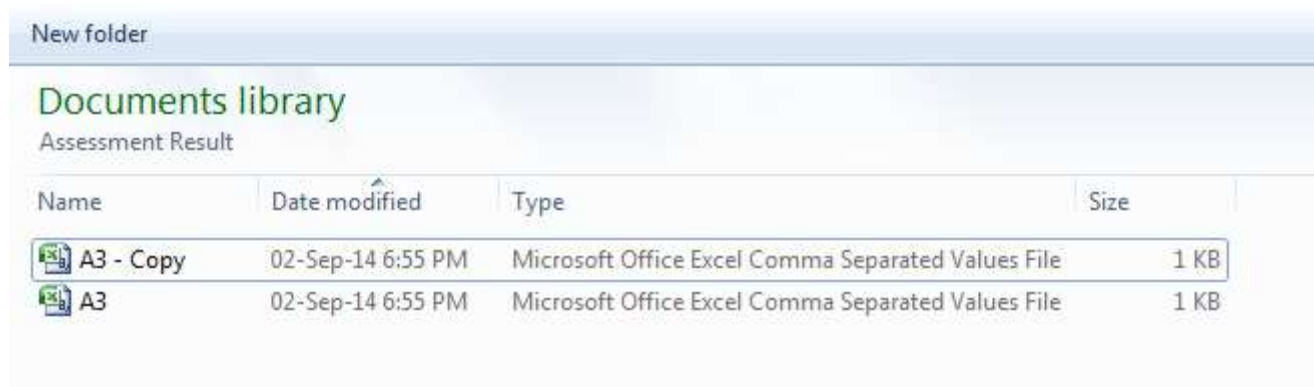 New folder
Documents library
Assessment Result
Name Date modified Type Size
A3 - Copy 02-Sep-14 6:55 PM Microsoft Office Excel Comma Separated Values File 1 KB
A3 02-Sep-14 6:55 PM Microsoft Office Excel Comma Separated Values File 1 KB